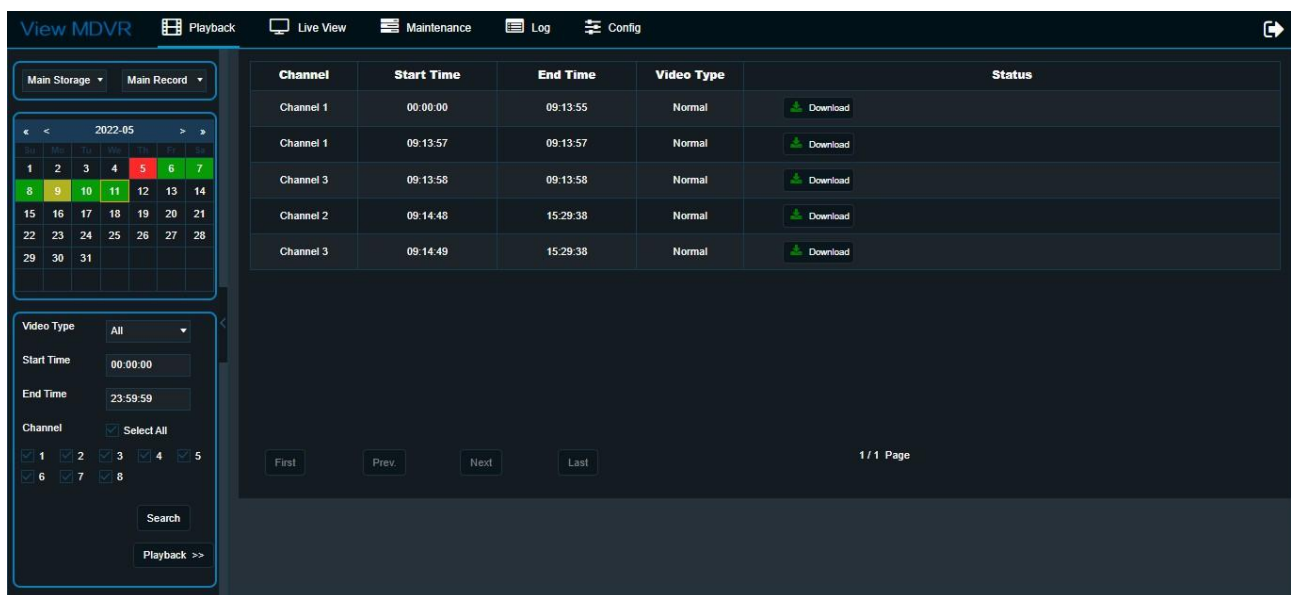 View MDVR Playback Live View Maintenance Log Config
Main Storage Main Record
« < 2022-05 > »
Su Mo Tu We Th Fr Sa
1 2 3 4 5 6 7
8 9 10 11 12 13 14
15 16 17 18 19 20 21
22 23 24 25 26 27 28
29 30 31
Video Type All
Start Time 00:00:00
End Time 23:59:59
Channel Select All
1 2 3 4 5
6 7 8
Search
Playback >>
Channel Start Time End Time Video Type Status
Channel 1 00:00:00 09:13:55 Normal Download
Channel 1 09:13:57 09:13:57 Normal Download
Channel 3 09:13:58 09:13:58 Normal Download
Channel 2 09:14:48 15:29:38 Normal Download
Channel 3 09:14:49 15:29:38 Normal Download
First Prev. Next Last 1 / 1 Page